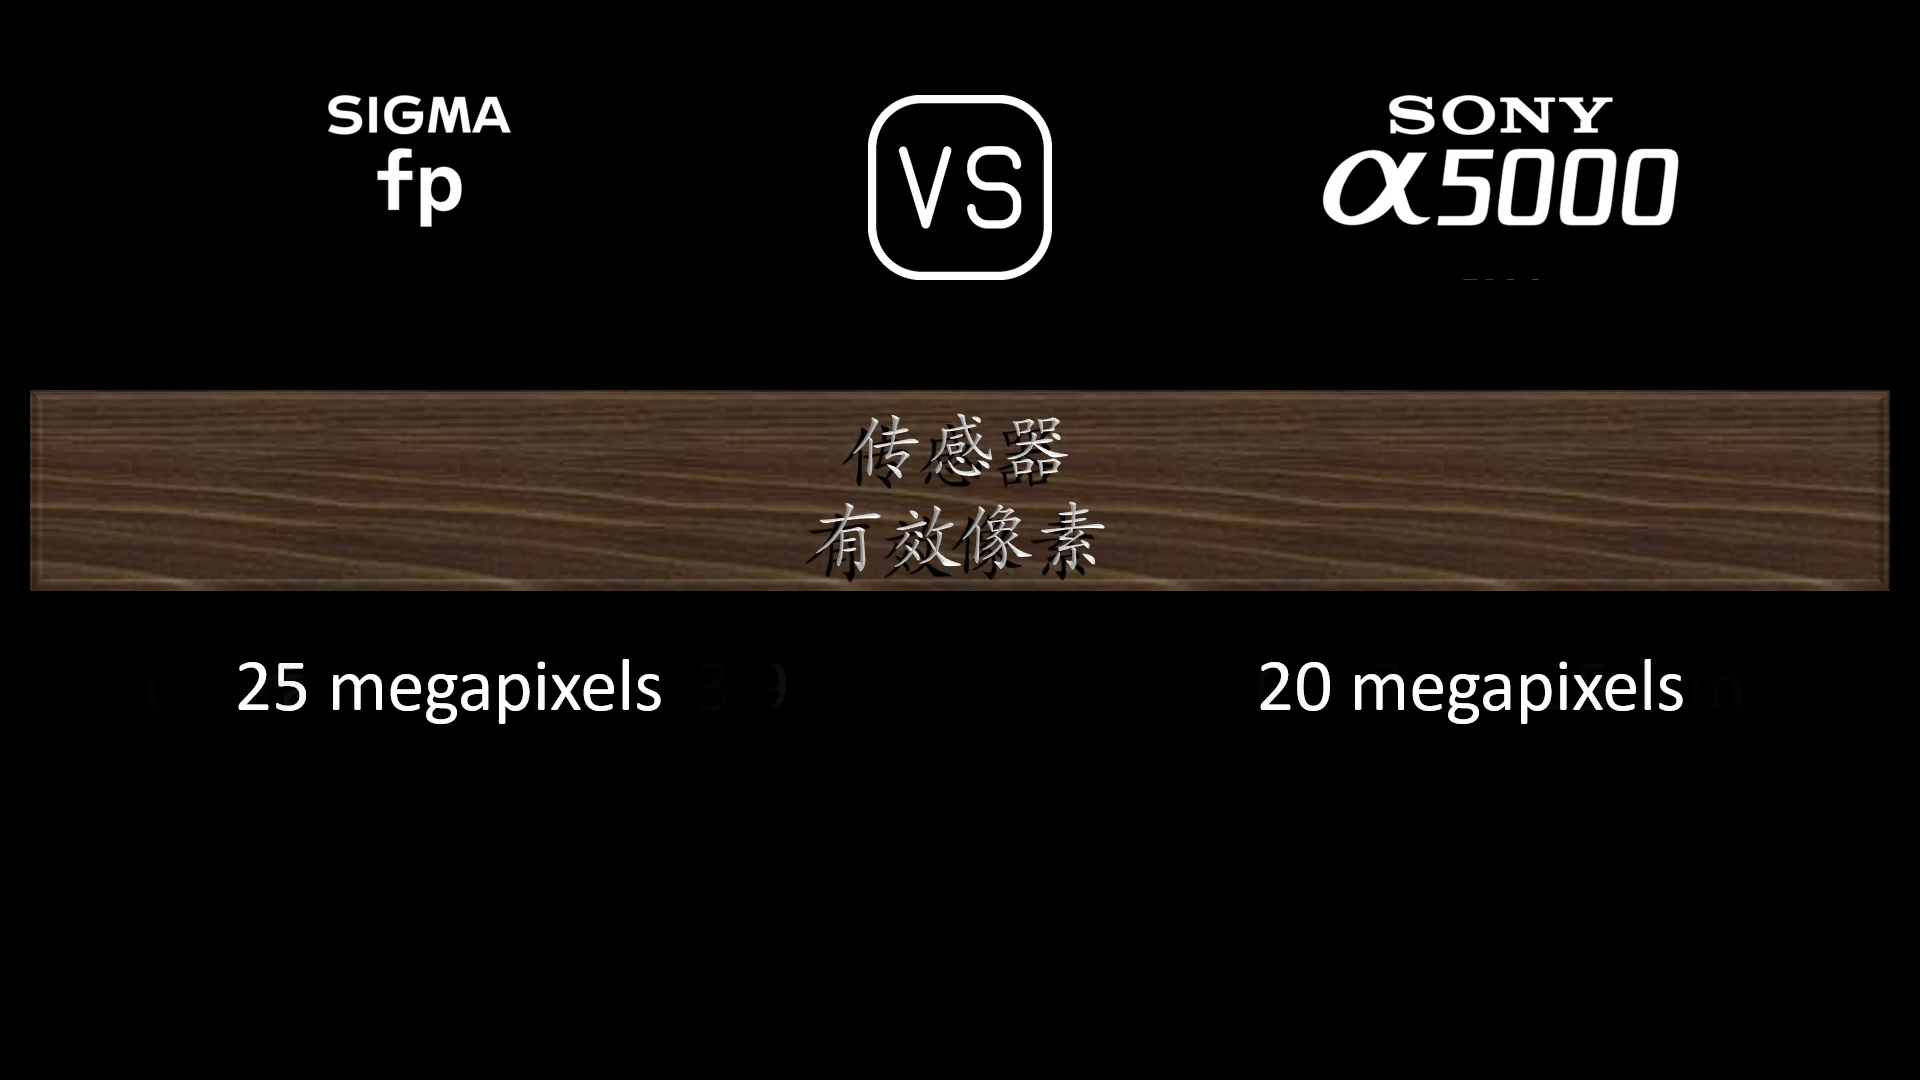 SIGMA
fp
VS
SONY
α5000
传感器
有效像素
25 megapixels
20 megapixels